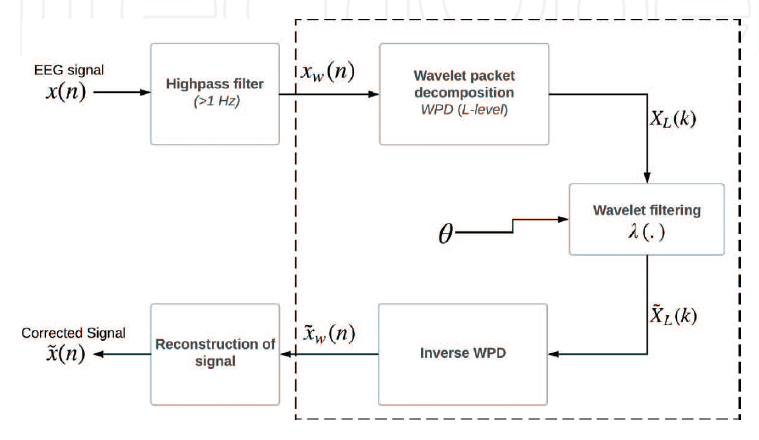 EEG signal
x(n)
Highpass filter
(>1 Hz)
x_w(n)
Wavelet packet
decomposition
WPD (L-level)
X_L(k)
Wavelet filtering
λ(.)
θ
X̃_L(k)
Corrected Signal
x̃(n)
Reconstruction of
signal
x̃_w(n)
Inverse WPD